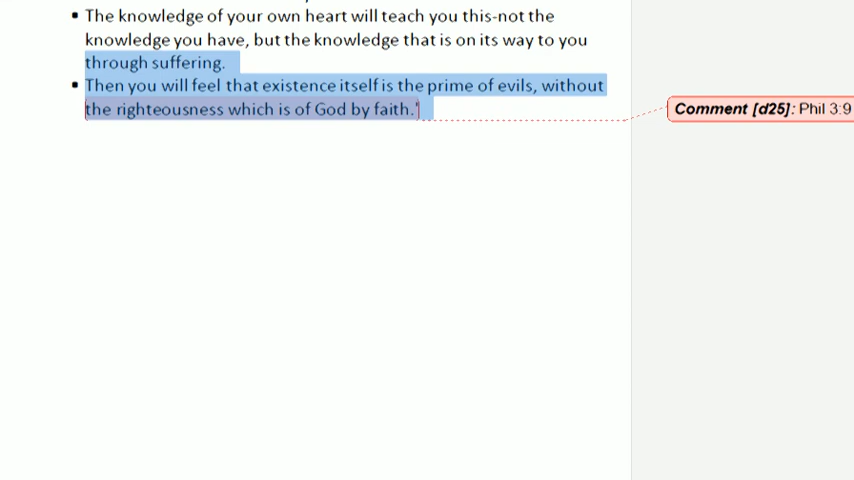 ▪ The knowledge of your own heart will teach you this-not the
knowledge you have, but the knowledge that is on its way to you
through suffering.
▪ Then you will feel that existence itself is the prime of evils, without
the righteousness which is of God by faith.'
Comment [d25]: Phil 3:9